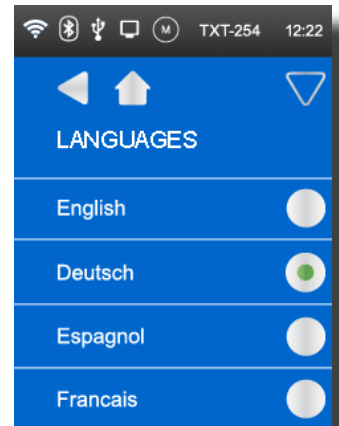 M TXT-254 12:22
LANGUAGES
English
Deutsch
Espagnol
Francais